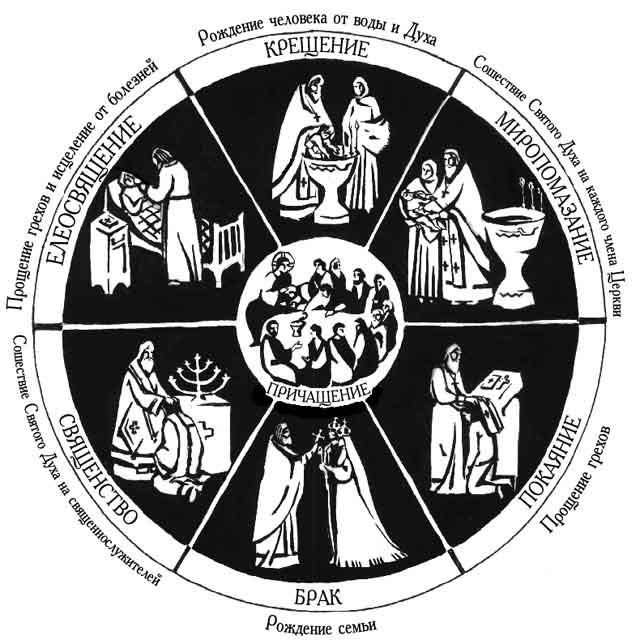 Рождение человека от воды и Духа
КРЕЩЕНИЕ
Сошествие Святого Духа на каждого члена Церкви
МИРОПОМАЗАНИЕ
Прощение грехов
ПОКАЯНИЕ
БРАК
Рождение семьи
Сошествие Святого Духа на священнослужителей
СВЯЩЕНСТВО
Прощение грехов и исцеление от болезней
ЕЛЕОСВЯЩЕНИЕ
ПРИЧАЩЕНИЕ